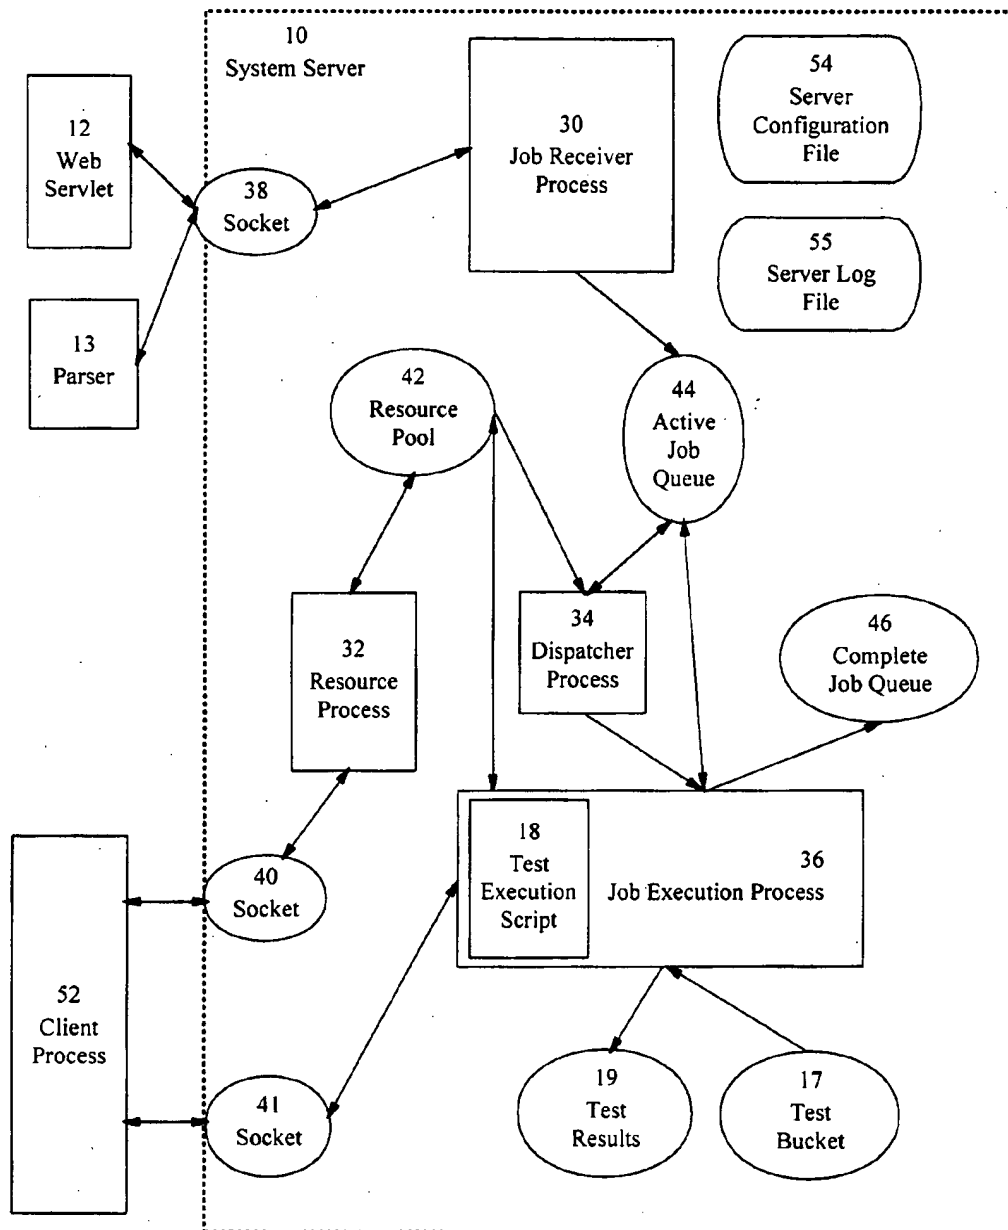 10
System Server
12
Web
Servlet
38
Socket
30
Job Receiver
Process
54
Server
Configuration
File
55
Server Log
File
13
Parser
42
Resource
Pool
44
Active
Job
Queue
32
Resource
Process
34
Dispatcher
Process
46
Complete
Job Queue
18
Test
Execution
Script
36
Job Execution Process
40
Socket
52
Client
Process
41
Socket
19
Test
Results
17
Test
Bucket